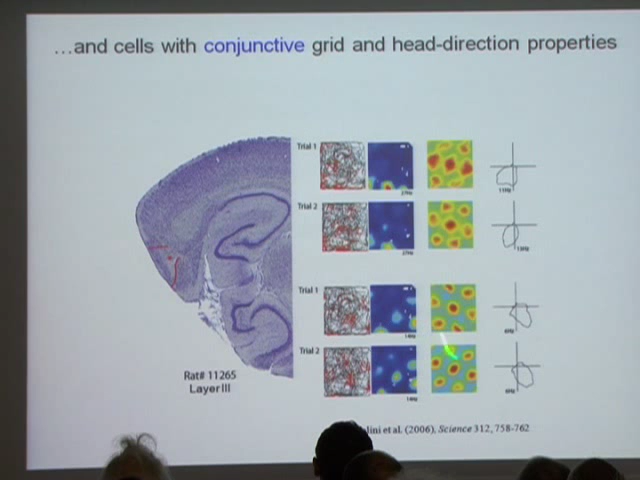 ...and cells with conjunctive grid and head-direction properties
Trial 1
Trial 2
Trial 1
Trial 2
Rat# 11265
Layer III
lini et al. (2006), Science 312, 758-762